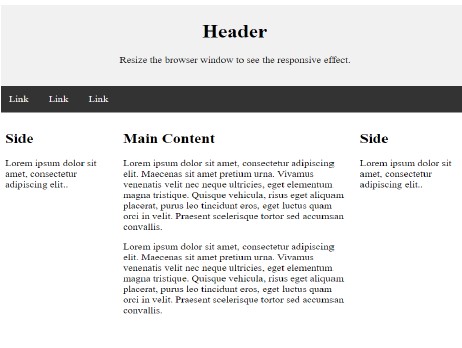 Header
Resize the browser window to see the responsive effect.
Link Link Link
Side
Lorem ipsum dolor sit
amet, consectetur
adipiscing elit..
Main Content
Lorem ipsum dolor sit amet, consectetur adipiscing
elit. Maecenas sit amet pretium urna. Vivamus
venenatis velit nec neque ultricies, eget elementum
magna tristique. Quisque vehicula, risus eget aliquam
placerat, purus leo tincidunt eros, eget luctus quam
orci in velit. Praesent scelerisque tortor sed accumsan
convallis.
Lorem ipsum dolor sit amet, consectetur adipiscing
elit. Maecenas sit amet pretium urna. Vivamus
venenatis velit nec neque ultricies, eget elementum
magna tristique. Quisque vehicula, risus eget aliquam
placerat, purus leo tincidunt eros, eget luctus quam
orci in velit. Praesent scelerisque tortor sed accumsan
convallis.
Side
Lorem ipsum dolor sit
amet, consectetur
adipiscing elit..